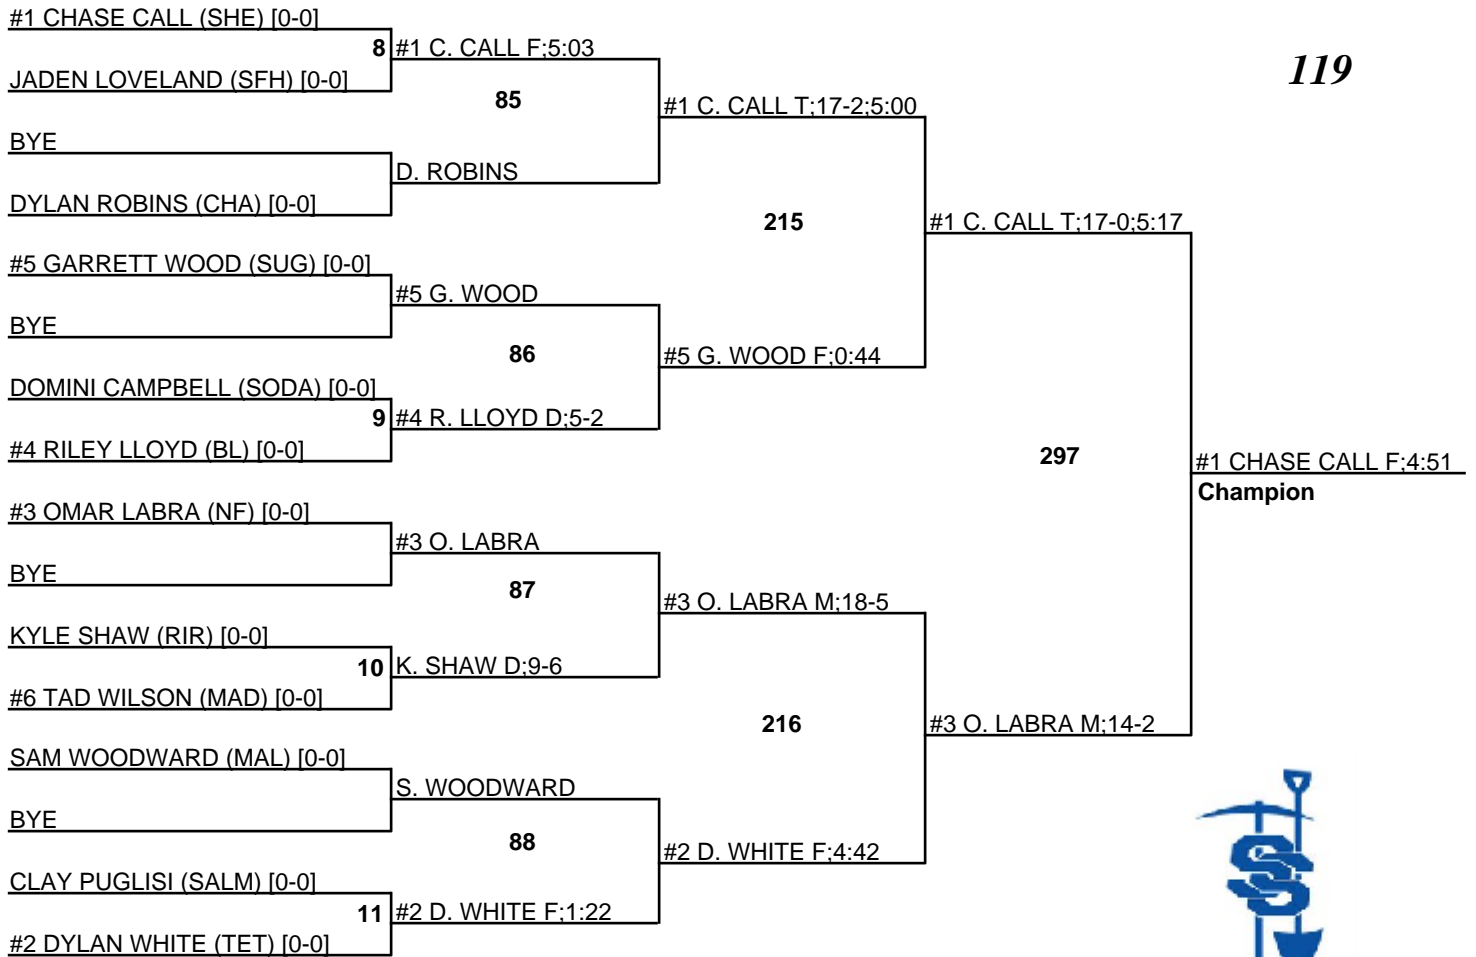 119
#1 CHASE CALL (SHE) [0-0]
8
#1 C. CALL F;5:03
JADEN LOVELAND (SFH) [0-0]
85
#1 C. CALL T;17-2;5:00
BYE
D. ROBINS
DYLAN ROBINS (CHA) [0-0]
215
#1 C. CALL T;17-0;5:17
#5 GARRETT WOOD (SUG) [0-0]
#5 G. WOOD
BYE
86
#5 G. WOOD F;0:44
DOMINI CAMPBELL (SODA) [0-0]
9
#4 R. LLOYD D;5-2
#4 RILEY LLOYD (BL) [0-0]
297
#1 CHASE CALL F;4:51
Champion
#3 OMAR LABRA (NF) [0-0]
#3 O. LABRA
BYE
87
#3 O. LABRA M;18-5
KYLE SHAW (RIR) [0-0]
10
K. SHAW D;9-6
#6 TAD WILSON (MAD) [0-0]
216
#3 O. LABRA M;14-2
SAM WOODWARD (MAL) [0-0]
S. WOODWARD
BYE
88
#2 D. WHITE F;4:42
CLAY PUGLISI (SALM) [0-0]
11
#2 D. WHITE F;1:22
#2 DYLAN WHITE (TET) [0-0]
SS